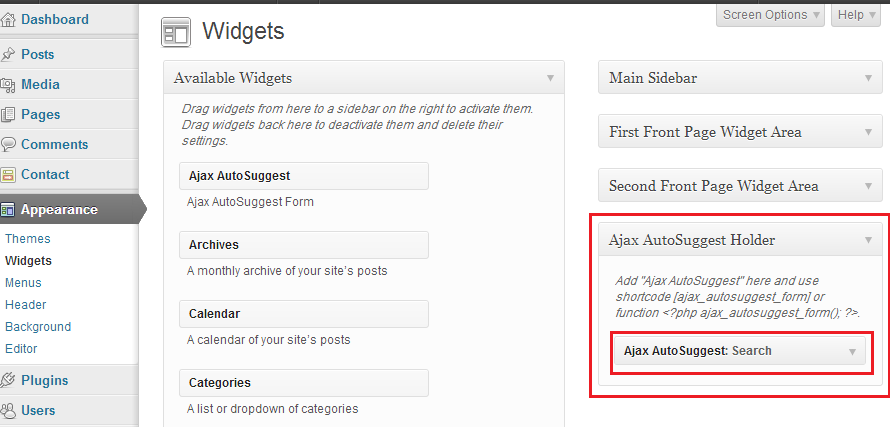 Dashboard
Posts
Media
Pages
Comments
Contact
Appearance
Themes
Widgets
Menus
Header
Background
Editor
Plugins
Users
Screen Options
Help
Widgets
Available Widgets
Drag widgets from here to a sidebar on the right to activate them.
Drag widgets back here to deactivate them and delete their
settings.
Ajax AutoSuggest
Ajax AutoSuggest Form
Archives
A monthly archive of your site's posts
Calendar
A calendar of your site's posts
Categories
A list or dropdown of categories
Main Sidebar
First Front Page Widget Area
Second Front Page Widget Area
Ajax AutoSuggest Holder
Add "Ajax AutoSuggest" here and use
shortcode [ajax_autosuggest_form] or
function <?php ajax_autosuggest_form(); ?>.
Ajax AutoSuggest: Search